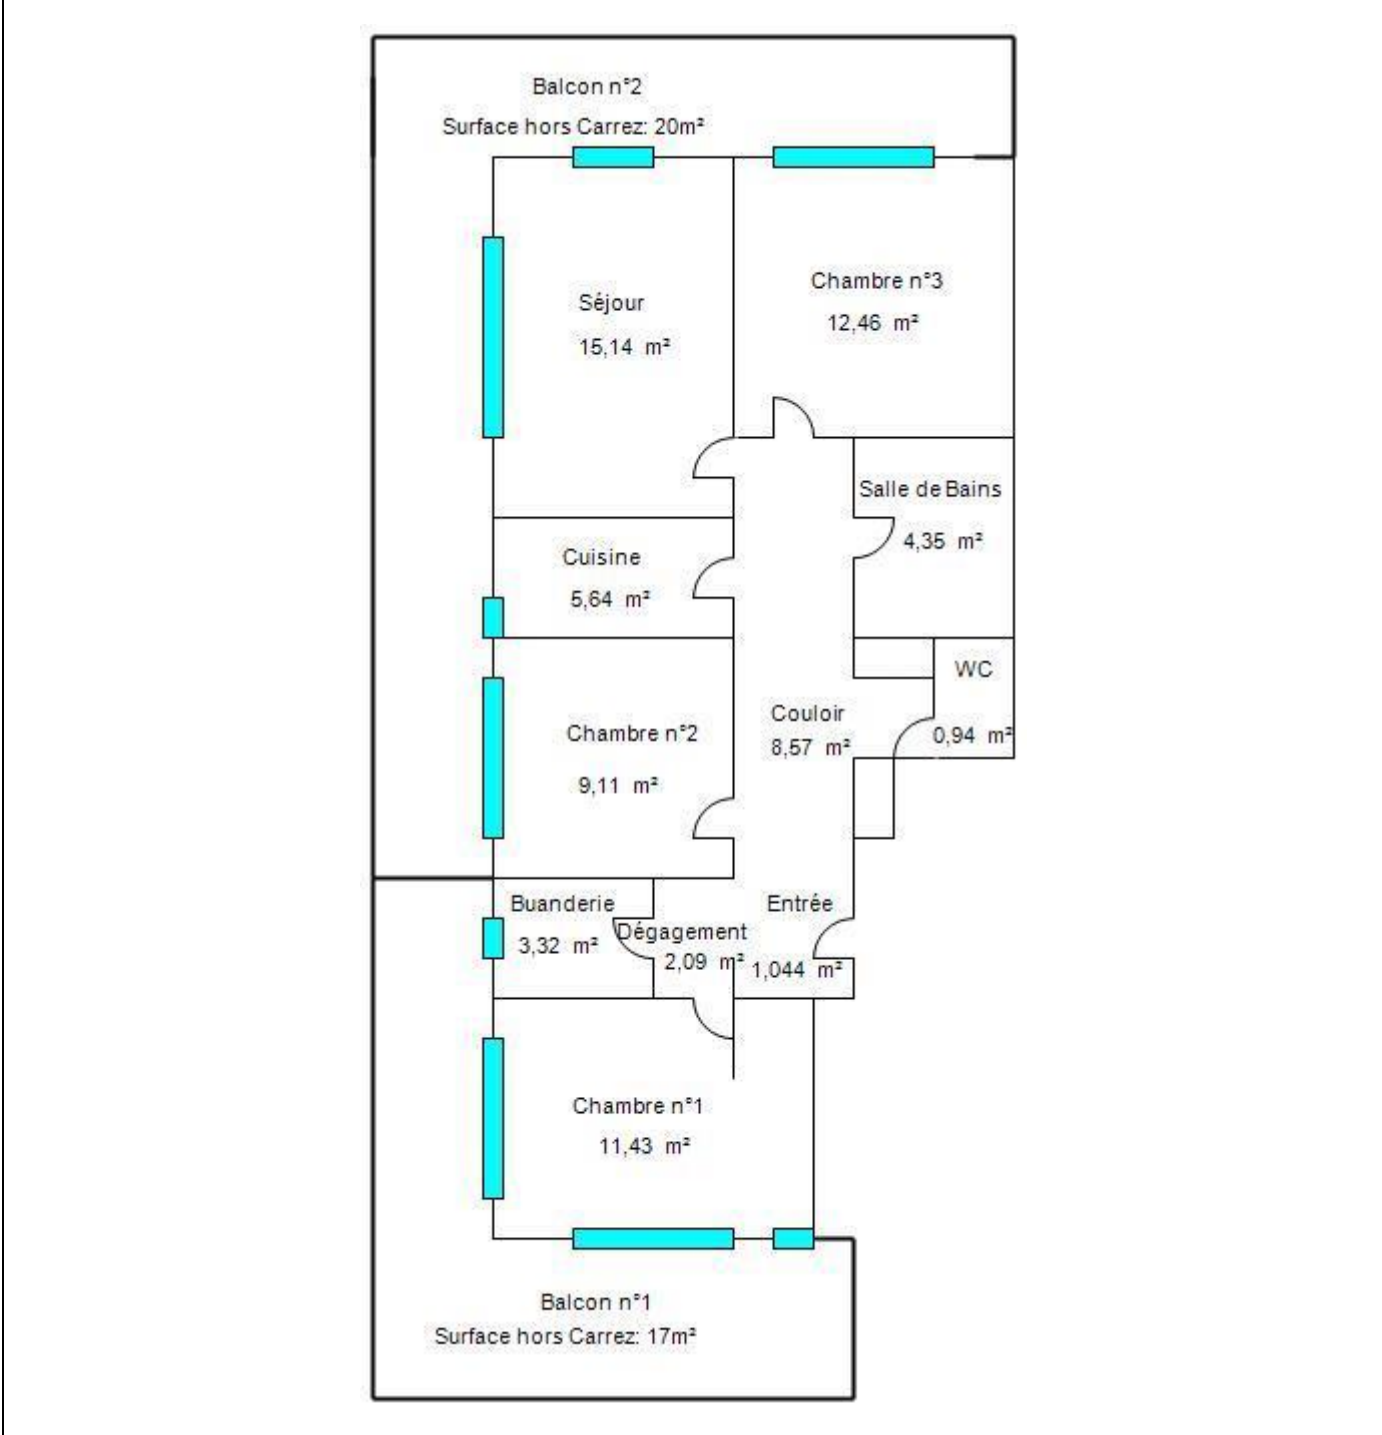 Balcon n°2
Surface hors Carrez: 20m²
Chambre n°3
12,46 m²
Séjour
15,14 m²
Salle de Bains
4,35 m²
Cuisine
5,64 m²
WC
0,94 m²
Couloir
8,57 m²
Chambre n°2
9,11 m²
Buanderie
3,32 m²
Dégagement
2,09 m²
Entrée
1,044 m²
Chambre n°1
11,43 m²
Balcon n°1
Surface hors Carrez: 17m²